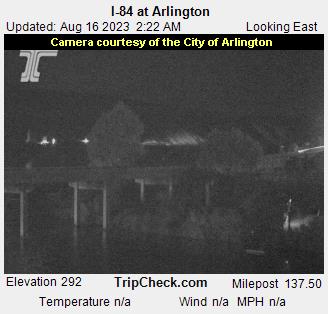 I-84 at Arlington
Updated: Aug 16 2023 2:22 AM Looking East
Camera courtesy of the City of Arlington
Elevation 292 TripCheck.com Milepost 137.50
Temperature n/a Wind n/a MPH n/a